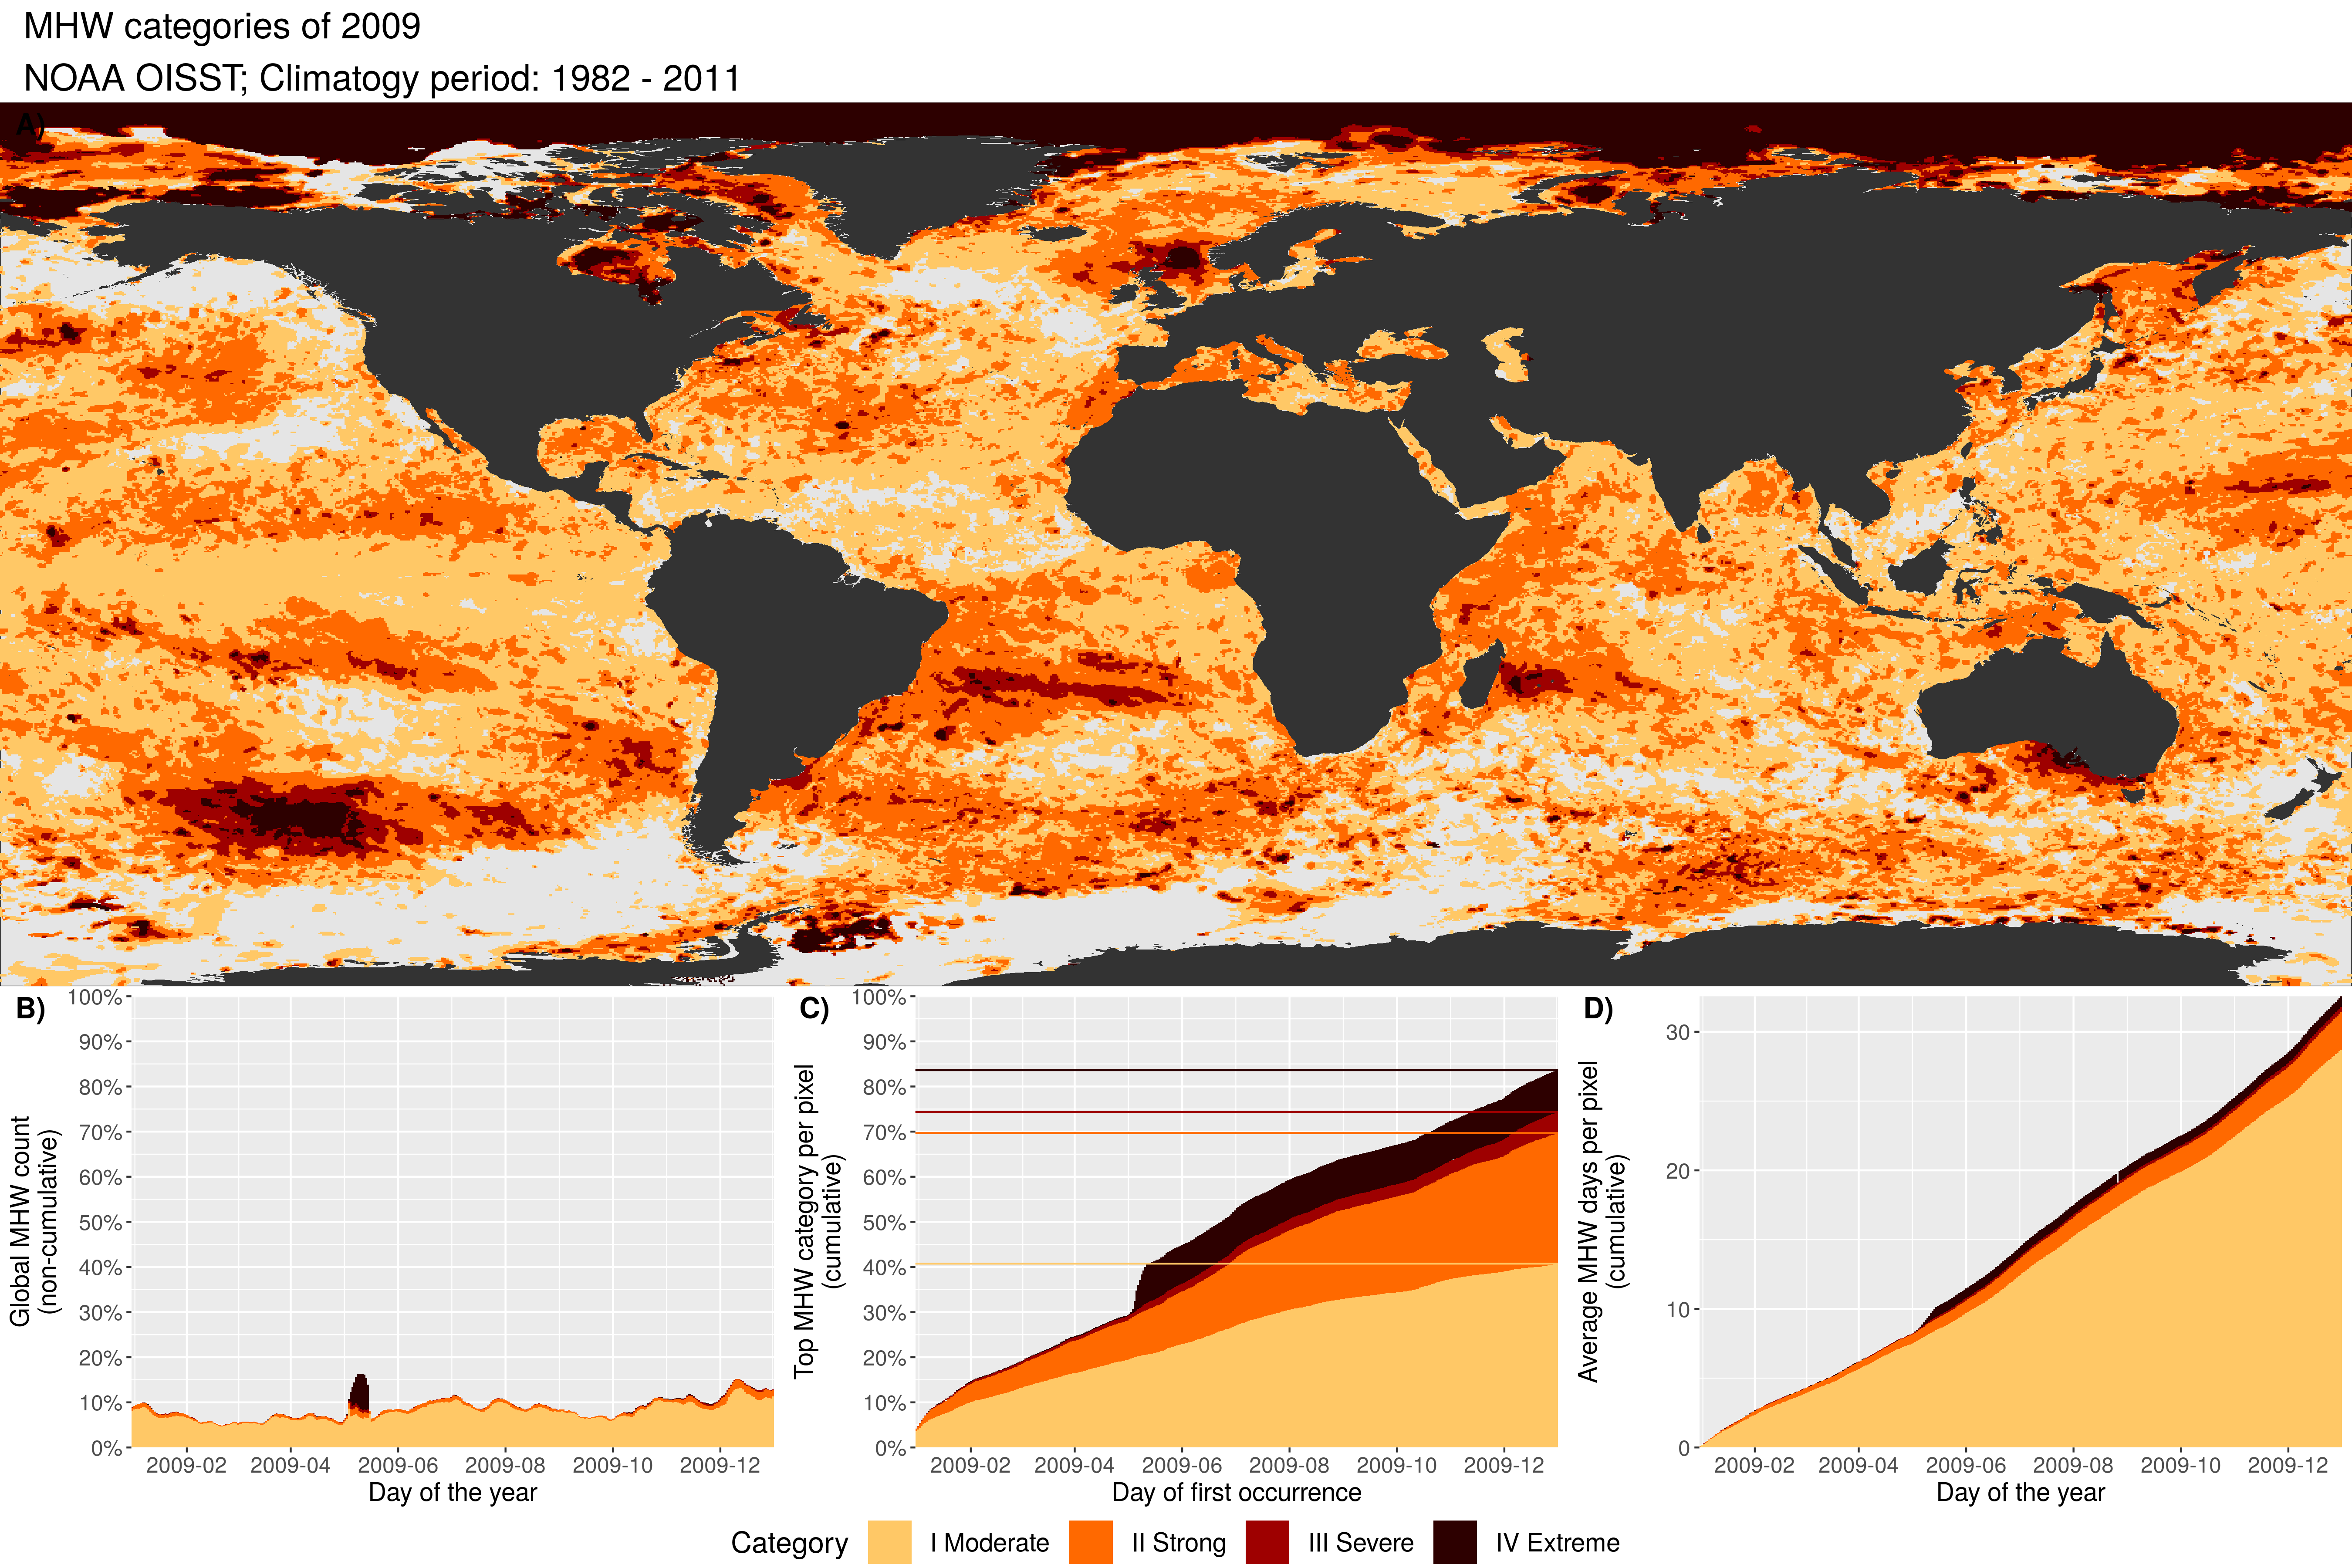 MHW categories of 2009
NOAA OISST; Climatogy period: 1982 - 2011
A)
B)
Global MHW count
(non-cumulative)
100%
90%
80%
70%
60%
50%
40%
30%
20%
10%
0%
2009-02 2009-04 2009-06 2009-08 2009-10 2009-12
Day of the year
C)
Top MHW category per pixel
(cumulative)
100%
90%
80%
70%
60%
50%
40%
30%
20%
10%
0%
2009-02 2009-04 2009-06 2009-08 2009-10 2009-12
Day of first occurrence
D)
Average MHW days per pixel
(cumulative)
30
20
10
0
2009-02 2009-04 2009-06 2009-08 2009-10 2009-12
Day of the year
Category I Moderate II Strong III Severe IV Extreme